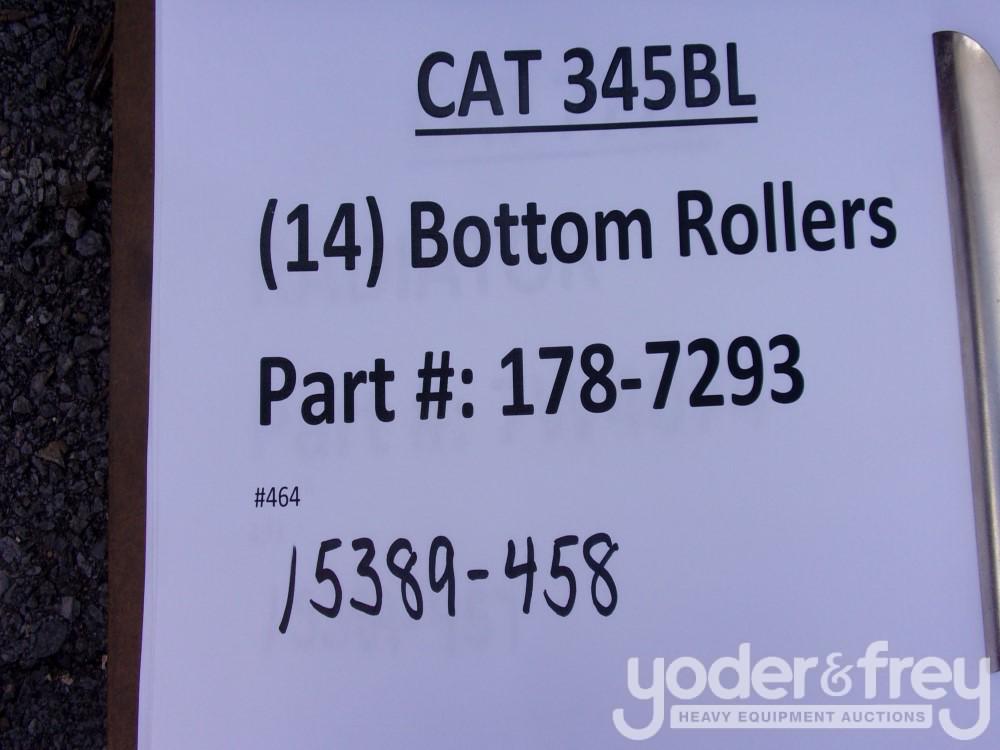 CAT 345BL
(14) Bottom Rollers
Part #: 178-7293
#464
15389-458
yoder&frey
HEAVY EQUIPMENT AUCTIONS